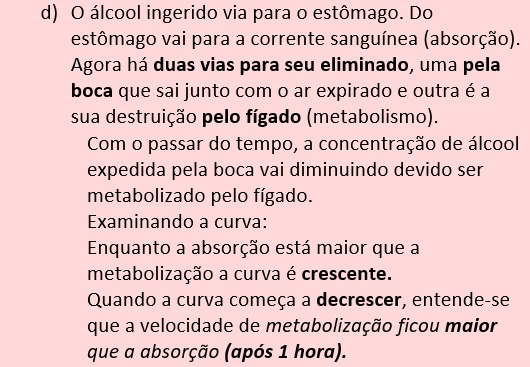 d) O álcool ingerido via para o estômago. Do
estômago vai para a corrente sanguínea (absorção).
Agora há duas vias para seu eliminado, uma pela
boca que sai junto com o ar expirado e outra é a
sua destruição pelo fígado (metabolismo).
Com o passar do tempo, a concentração de álcool
expedida pela boca vai diminuindo devido ser
metabolizado pelo fígado.
Examinando a curva:
Enquanto a absorção está maior que a
metabolização a curva é crescente.
Quando a curva começa a decrescer, entende-se
que a velocidade de metabolização ficou maior
que a absorção (após 1 hora).